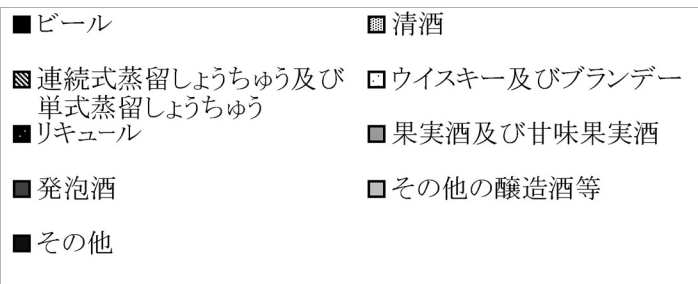 ビール
清酒
連続式蒸留しょうちゅう及び
単式蒸留しょうちゅう
ウイスキー及びブランデー
リキュール
果実酒及び甘味果実酒
発泡酒
その他の醸造酒等
その他